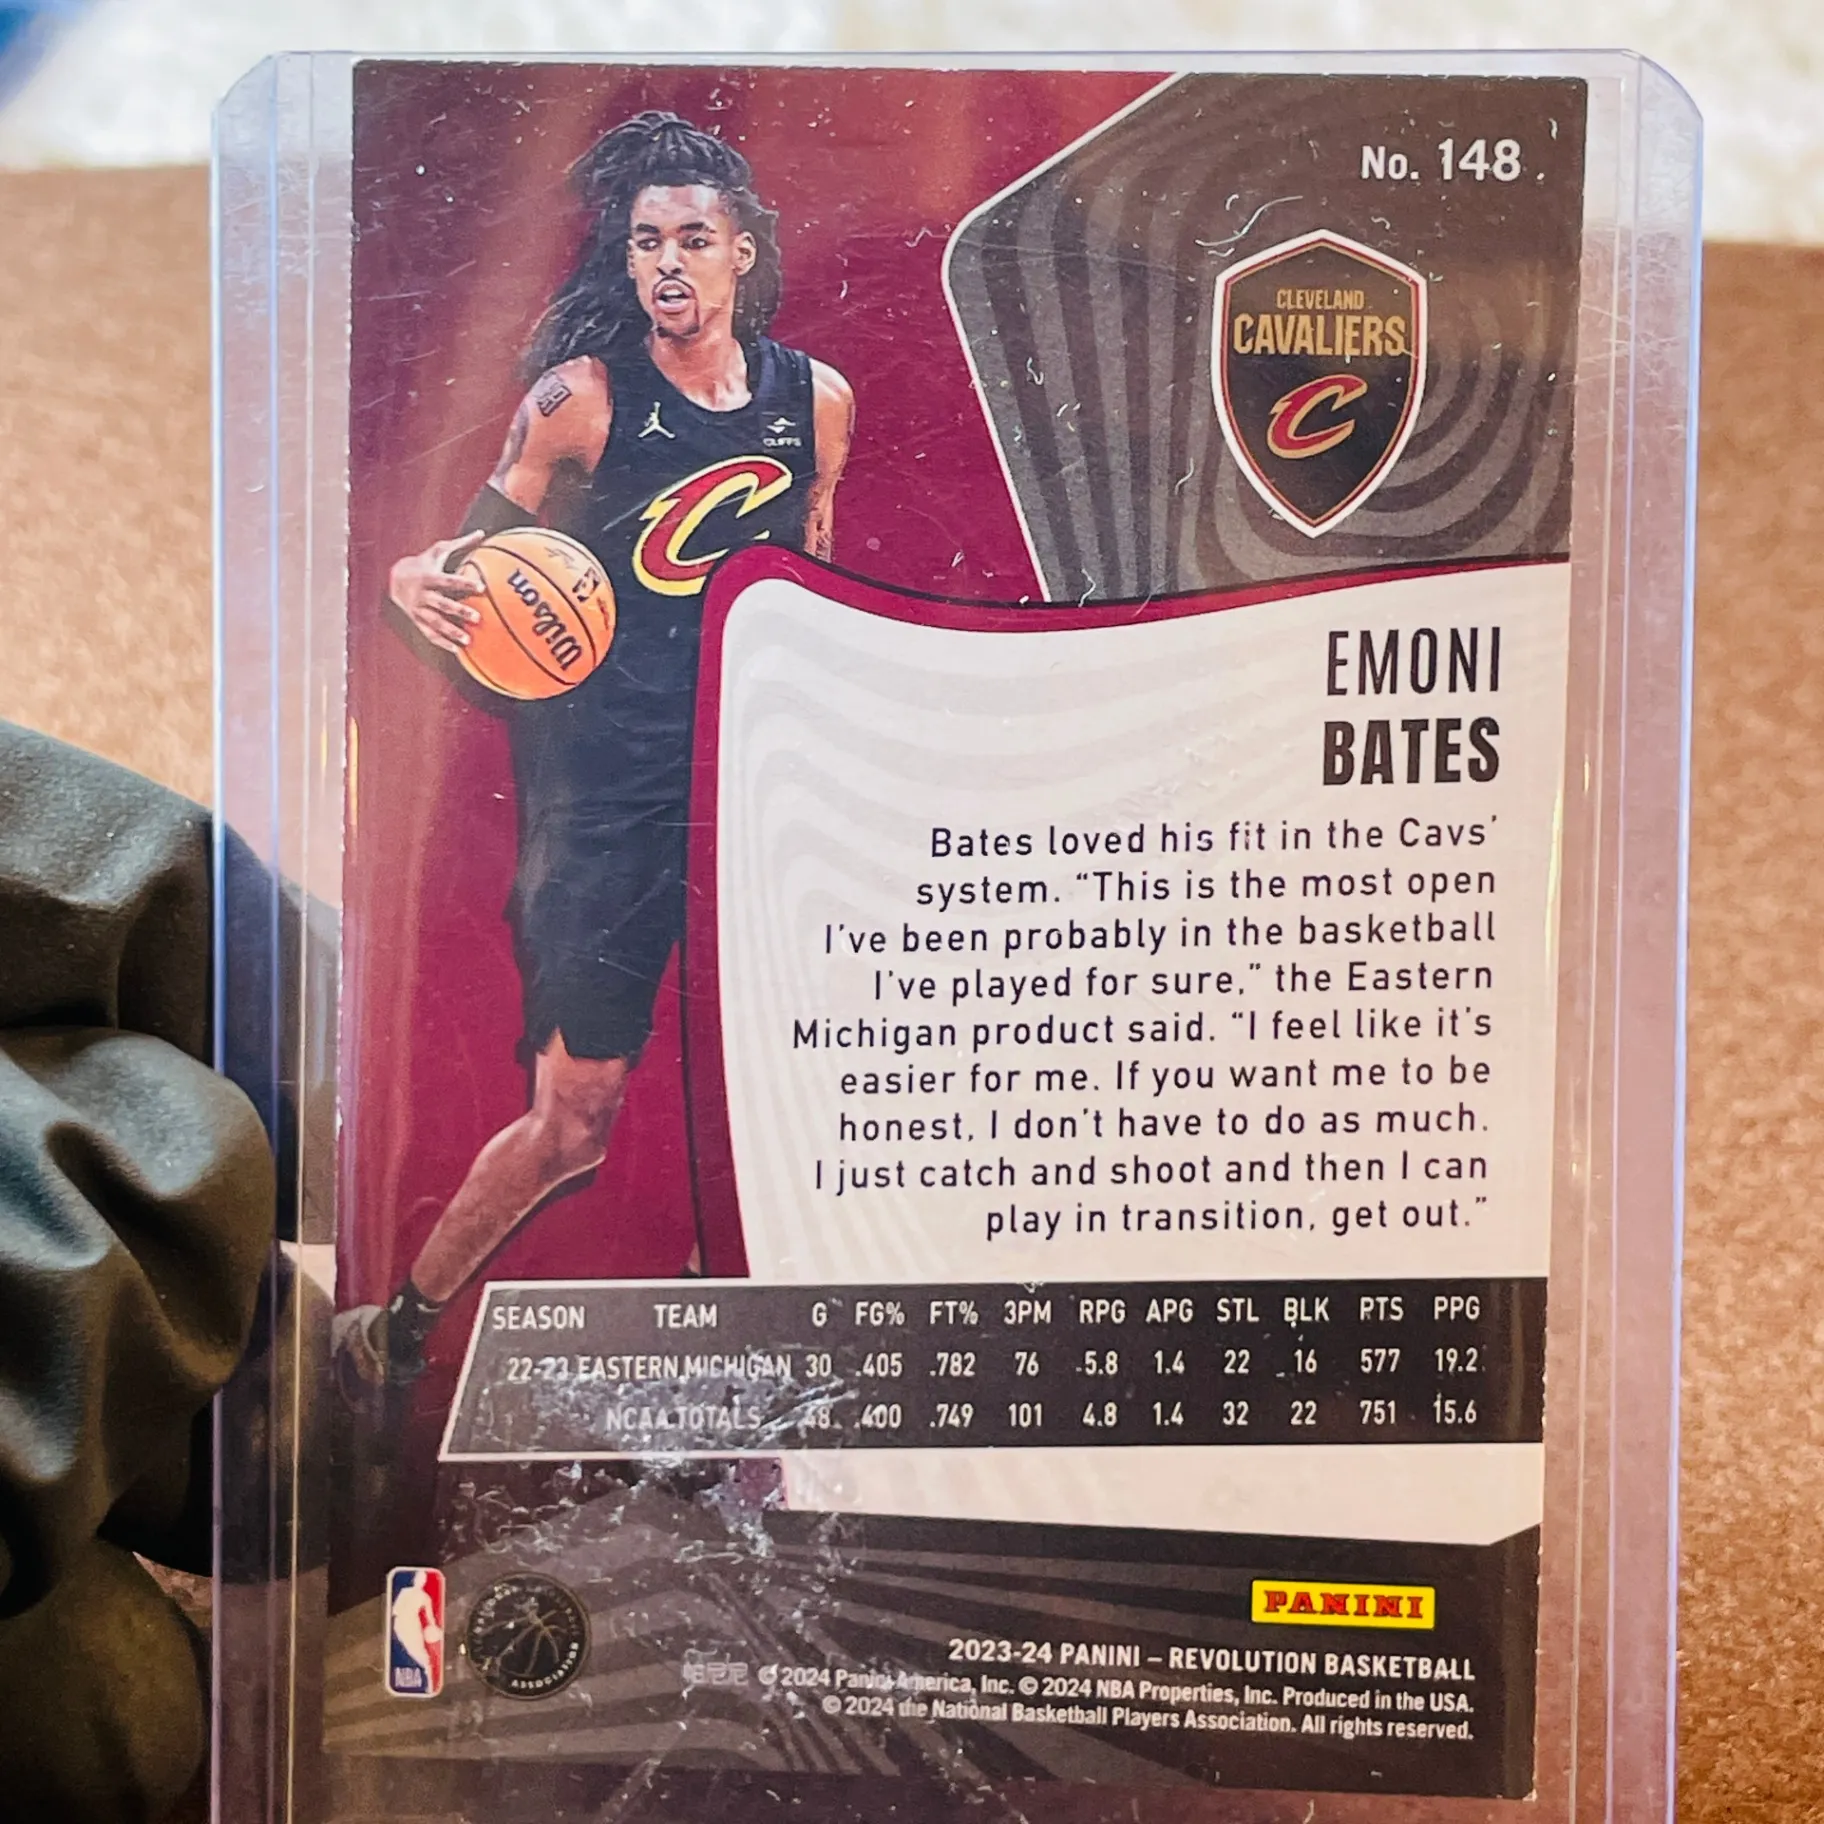 No. 148
CLEVELAND
CAVALIERS
C
CLIFFS
C
Wilson
EMONI
BATES
Bates loved his fit in the Cavs’
system. “This is the most open
I’ve been probably in the basketball
I’ve played for sure,” the Eastern
Michigan product said. “I feel like it’s
easier for me. If you want me to be
honest, I don’t have to do as much.
I just catch and shoot and then I can
play in transition, get out.”
SEASON TEAM G FG% FT% 3PM RPG APG STL BLK PTS PPG
22-23 EASTERN MICHIGAN 30 .405 .782 76 5.8 1.4 22 16 577 19.2
NCAA TOTALS 48 .400 .749 101 4.8 1.4 32 22 751 15.6
PANINI
NBA
ASSOCIATION
2023-24 PANINI – REVOLUTION BASKETBALL
© 2024 Panini America, Inc. © 2024 NBA Properties, Inc. Produced in the USA.
© 2024 the National Basketball Players Association. All rights reserved.